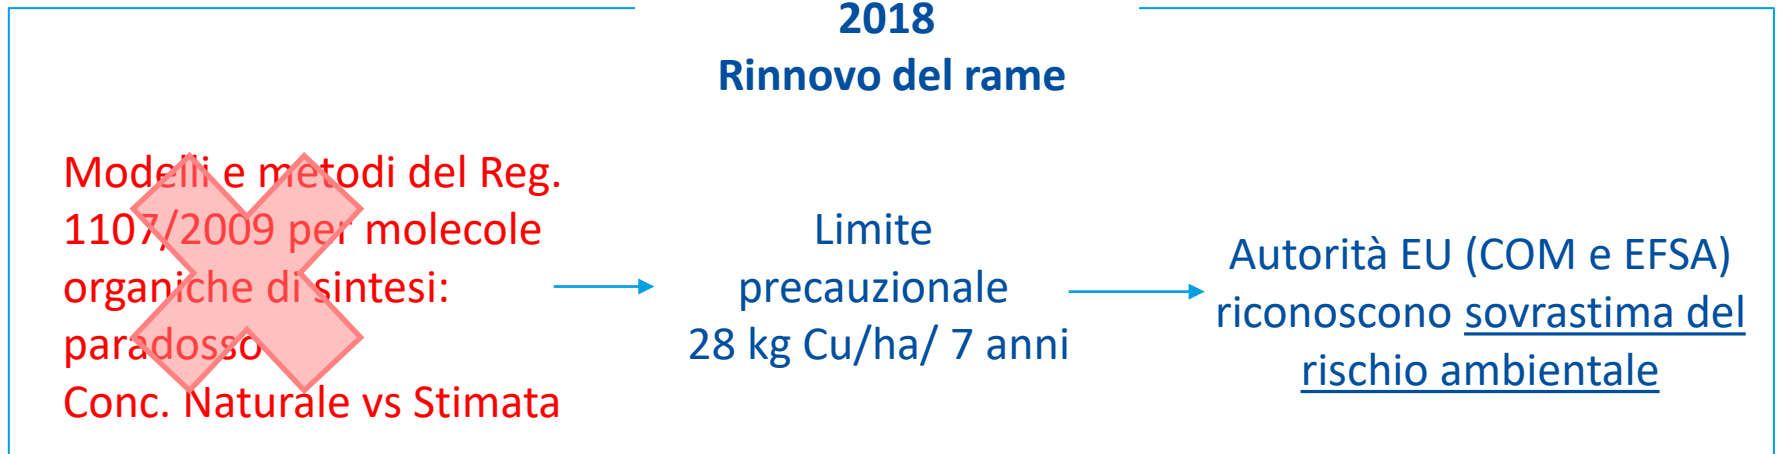 2018
Rinnovo del rame
Modelli e metodi del Reg.
1107/2009 per molecole
organiche di sintesi:
paradosso
Conc. Naturale vs Stimata
Limite
precauzionale
28 kg Cu/ha/ 7 anni
Autorità EU (COM e EFSA)
riconoscono sovrastima del
rischio ambientale